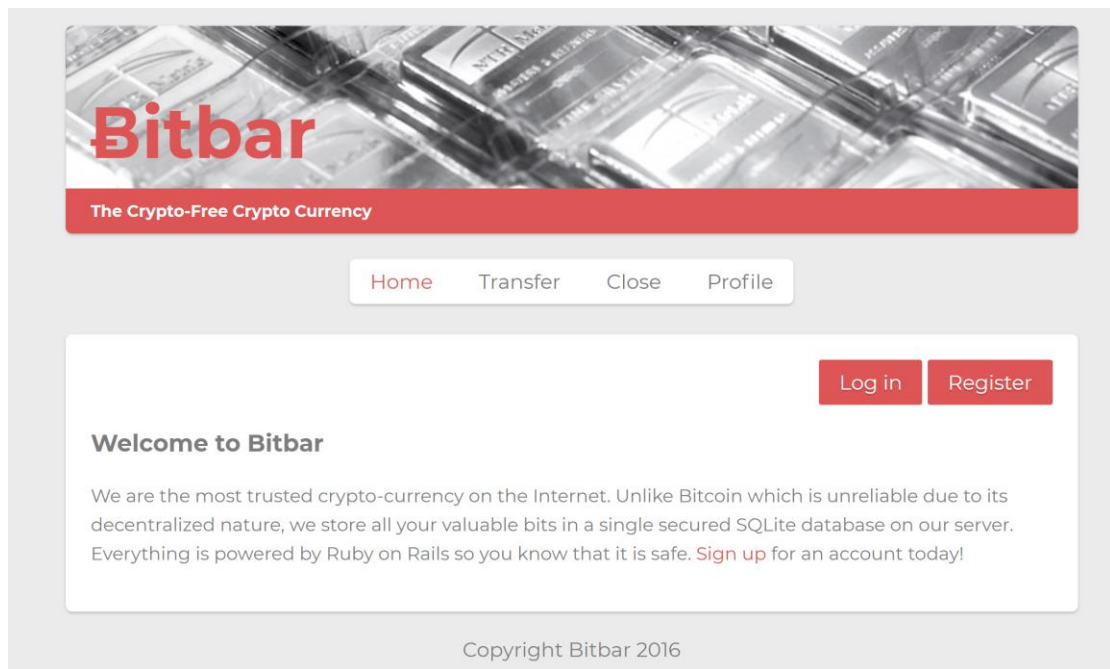 Ƀitbar
The Crypto-Free Crypto Currency
Home Transfer Close Profile
Log in Register
Welcome to Bitbar
We are the most trusted crypto-currency on the Internet. Unlike Bitcoin which is unreliable due to its
decentralized nature, we store all your valuable bits in a single secured SQLite database on our server.
Everything is powered by Ruby on Rails so you know that it is safe. Sign up for an account today!
Copyright Bitbar 2016